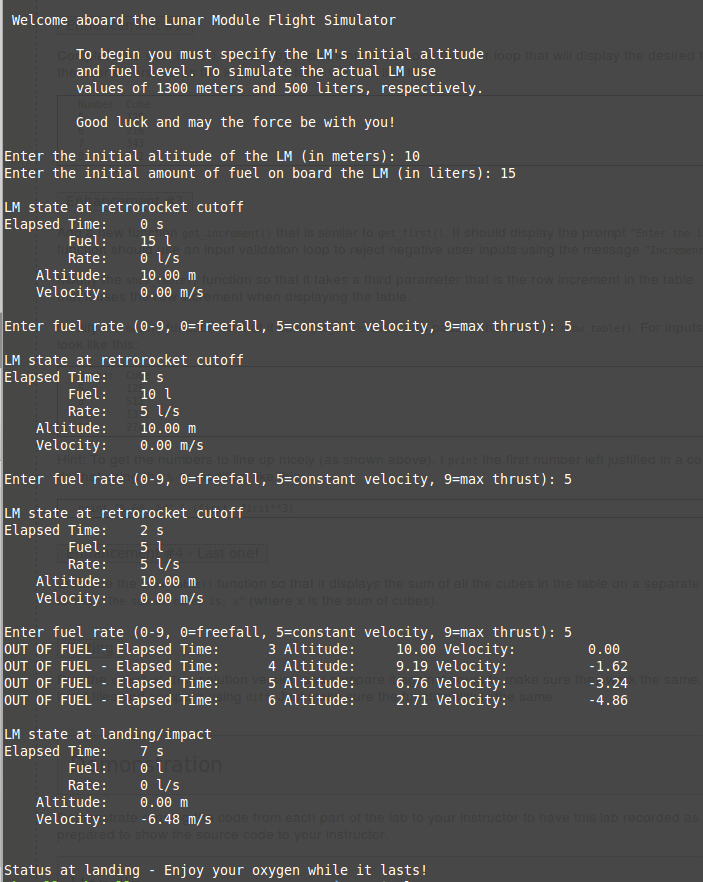 Welcome aboard the Lunar Module Flight Simulator
To begin you must specify the LM's initial altitude
and fuel level. To simulate the actual LM use
values of 1300 meters and 500 liters, respectively.
Good luck and may the force be with you!
Enter the initial altitude of the LM (in meters): 10
Enter the initial amount of fuel on board the LM (in liters): 15
LM state at retrorocket cutoff
Elapsed Time: 0 s
Fuel: 15 l
Rate: 0 l/s
Altitude: 10.00 m
Velocity: 0.00 m/s
Enter fuel rate (0-9, 0=freefall, 5=constant velocity, 9=max thrust): 5
LM state at retrorocket cutoff
Elapsed Time: 1 s
Fuel: 10 l
Rate: 5 l/s
Altitude: 10.00 m
Velocity: 0.00 m/s
Enter fuel rate (0-9, 0=freefall, 5=constant velocity, 9=max thrust): 5
LM state at retrorocket cutoff
Elapsed Time: 2 s
Fuel: 5 l
Rate: 5 l/s
Altitude: 10.00 m
Velocity: 0.00 m/s
Enter fuel rate (0-9, 0=freefall, 5=constant velocity, 9=max thrust): 5
OUT OF FUEL - Elapsed Time: 3 Altitude: 10.00 Velocity: 0.00
OUT OF FUEL - Elapsed Time: 4 Altitude: 9.19 Velocity: -1.62
OUT OF FUEL - Elapsed Time: 5 Altitude: 6.76 Velocity: -3.24
OUT OF FUEL - Elapsed Time: 6 Altitude: 2.71 Velocity: -4.86
LM state at landing/impact
Elapsed Time: 7 s
Fuel: 0 l
Rate: 0 l/s
Altitude: 0.00 m
Velocity: -6.48 m/s
Status at landing - Enjoy your oxygen while it lasts!